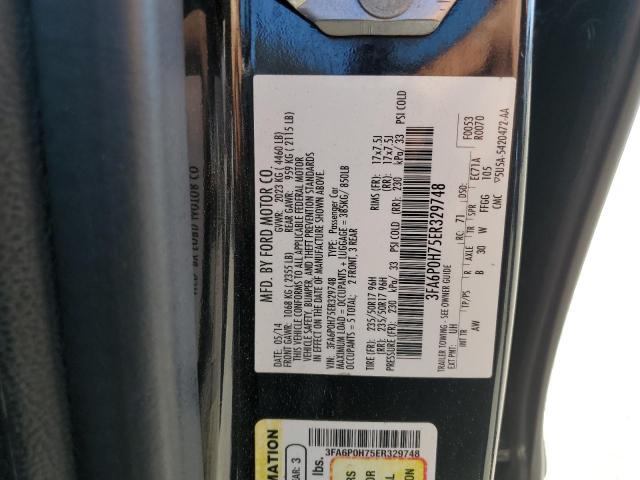 MFD. BY FORD MOTOR CO.
DATE: 05/14 GVWR: 2023 KG ( 4460 LB)
FRONT GAWR: 1068 KG ( 2355 LB) REAR GAWR: 959 KG ( 2115 LB)
THIS VEHICLE CONFORMS TO ALL APPLICABLE FEDERAL MOTOR
VEHICLE SAFETY, BUMPER, AND THEFT PREVENTION STANDARDS
IN EFFECT ON THE DATE OF MANUFACTURE SHOWN ABOVE.
VIN: 3FA6P0H75ER329748 TYPE: Passenger Car
MAXIMUM LOAD = OCCUPANTS + LUGGAGE = 385KG/ 850LB
OCCUPANTS = 5 TOTAL; 2 FRONT, 3 REAR
TIRE (FR): 235/50R17 96H RIMS (FR): 17x7.5J
(RR): 235/50R17 96H (RR): 17x7.5J
PRESSURE (FR): 230 kPa/ 33 PSI COLD (RR): 230 kPa/ 33 PSI COLD
3FA6P0H75ER329748
TRAILER TOWING - SEE OWNER GUIDE
F0053
R0070
EXT PNT: UH RC: 71 DSO: EC71A
INT TR TP/PS R AXLE TR SPR 105
AW B 30 W FFGG
CMC 5U5A-5420472-AA
3FA6P0H75ER329748
EAR: 3
lbs.